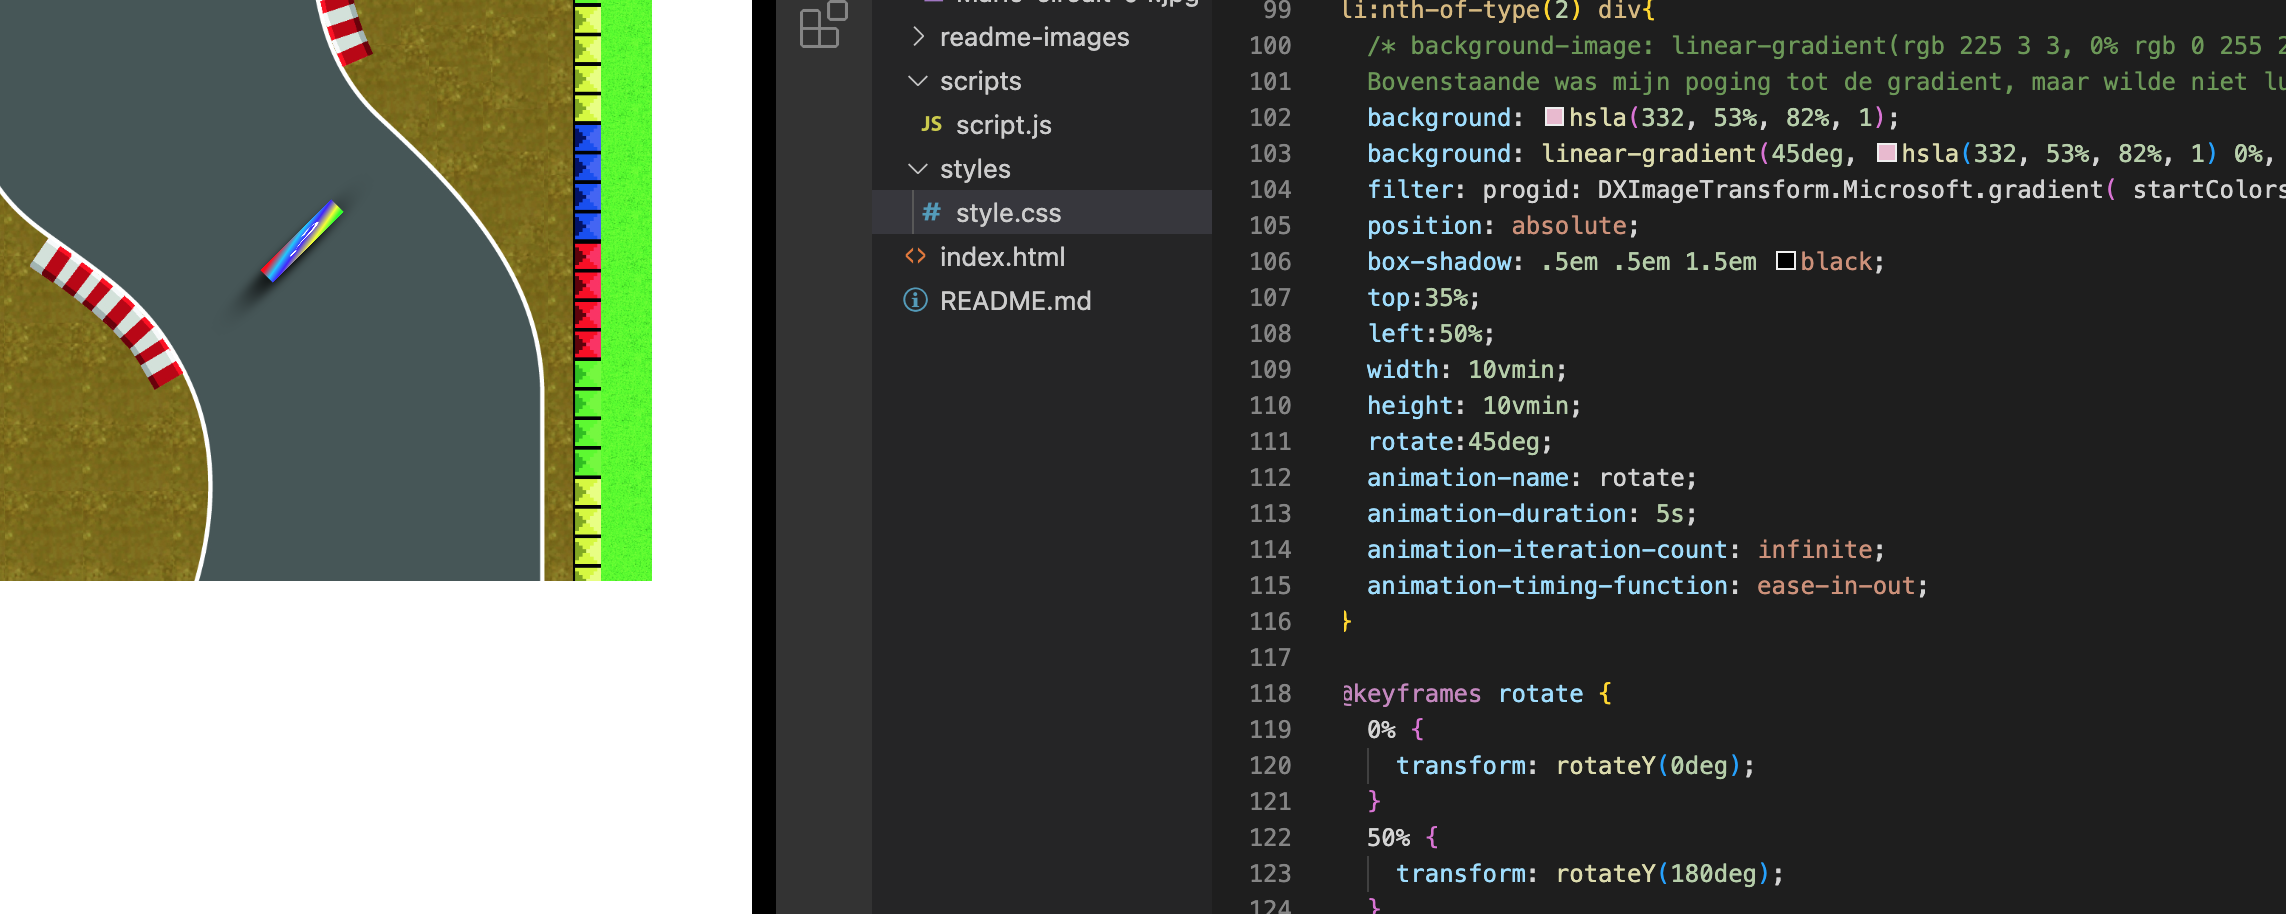 readme-images
scripts
JS script.js
styles
# style.css
<> index.html
README.md
99 li:nth-of-type(2) div{
100 /* background-image: linear-gradient(rgb 225 3 3, 0% rgb 0 255 2
101 Bovenstaande was mijn poging tot de gradient, maar wilde niet lu
102 background: hsla(332, 53%, 82%, 1);
103 background: linear-gradient(45deg, hsla(332, 53%, 82%, 1) 0%,
104 filter: progid: DXImageTransform.Microsoft.gradient( startColors
105 position: absolute;
106 box-shadow: .5em .5em 1.5em black;
107 top:35%;
108 left:50%;
109 width: 10vmin;
110 height: 10vmin;
111 rotate:45deg;
112 animation-name: rotate;
113 animation-duration: 5s;
114 animation-iteration-count: infinite;
115 animation-timing-function: ease-in-out;
116 }
117
118 @keyframes rotate {
119 0% {
120 transform: rotateY(0deg);
121 }
122 50% {
123 transform: rotateY(180deg);
124 }